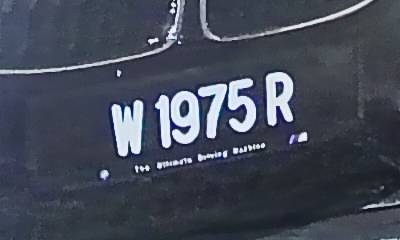 W 1975 R
The Ultimate Driving Machine